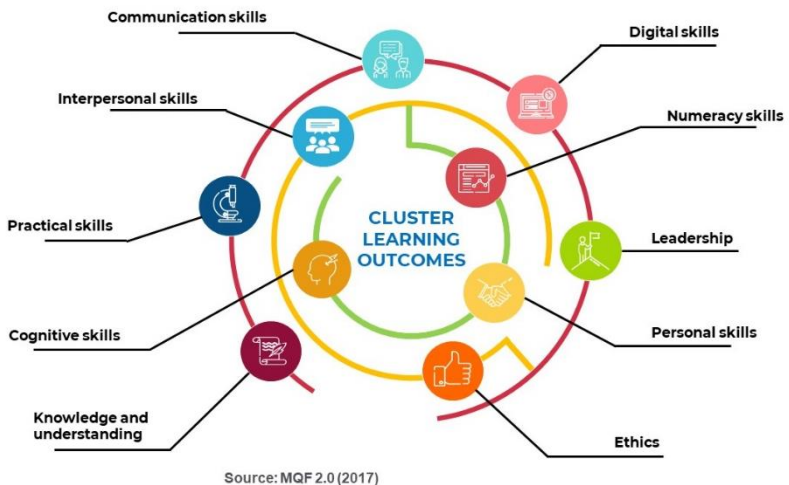 Communication skills
Digital skills
Interpersonal skills
Numeracy skills
CLUSTER
LEARNING
OUTCOMES
Practical skills
Leadership
Cognitive skills
Personal skills
Knowledge and
understanding
Ethics
Source: MQF 2.0 (2017)